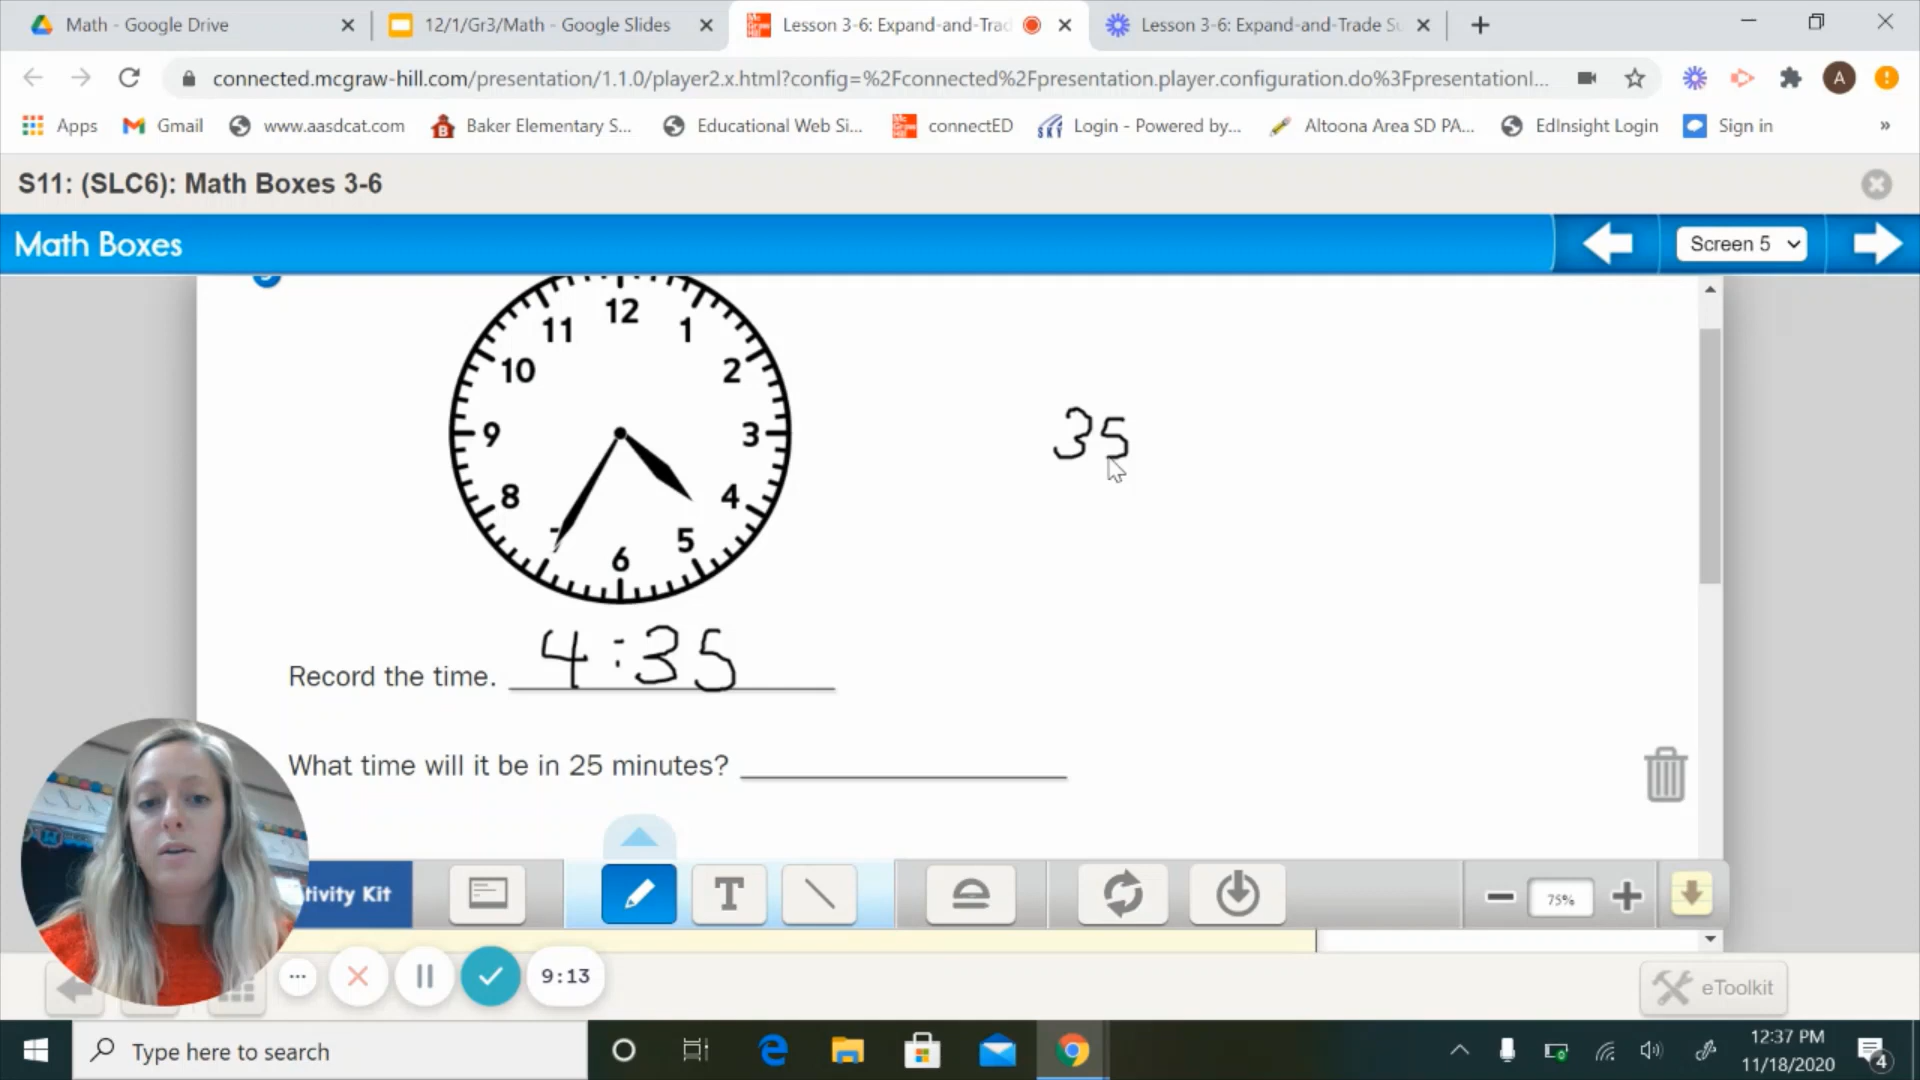 Math - Google Drive
12/1/Gr3/Math - Google Slides
Lesson 3-6: Expand-and-Trad
Lesson 3-6: Expand-and-Trade Su
connected.mcgraw-hill.com/presentation/1.1.0/player2.x.html?config=%2Fconnected%2Fpresentation.player.configuration.do%3FpresentationI...
A
Apps
Gmail
www.aasdcat.com
Baker Elementary S...
Educational Web Si...
connectED
Login - Powered by...
Altoona Area SD PA...
EdInsight Login
Sign in
»
S11: (SLC6): Math Boxes 3-6
Math Boxes
Screen 5
12
11
1
10
2
9
3
8
4
5
6
35
Record the time. 4:35
What time will it be in 25 minutes?
tivity Kit
T
75%
9:13
eToolkit
Type here to search
12:37 PM
11/18/2020
4